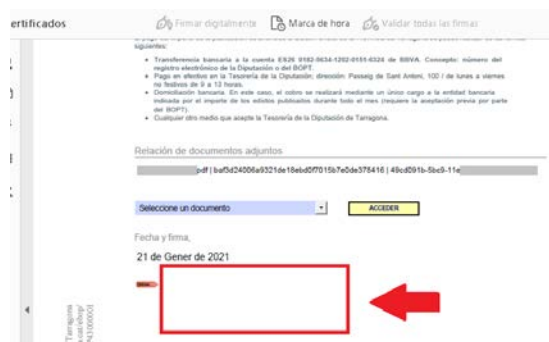 ertificados
Firmar digitalmente
Marca de hora
Validar todas las firmas
siguientes:
• Transferencia bancaria a la cuenta ES26 0182-5634-1202-0151-6324 de BBVA. Concepto: número del
registro electrónico de la Diputación o del BOPT.
• Pago en efectivo en la Tesorería de la Diputación; dirección: Passeig de Sant Antoni, 100 / de lunes a viernes
no festivos de 9 a 13 horas.
• Domiciliación bancaria. En este caso, el cobro se realizará mediante un único cargo a la entidad bancaria
indicada por el importe de los edictos publicados durante todo el mes (requiere la aceptación previa por parte
del BOPT).
• Cualquier otro medio que acepte la Tesorería de la Diputación de Tarragona.
Relación de documentos adjuntos
pdf | baf3d24006a9321de18ebd0f7015b7e0de378416 | 49cd091b-5bc9-11e
Seleccione un documento
ACCEDER
Fecha y firma,
21 de Gener de 2021
Tarragona